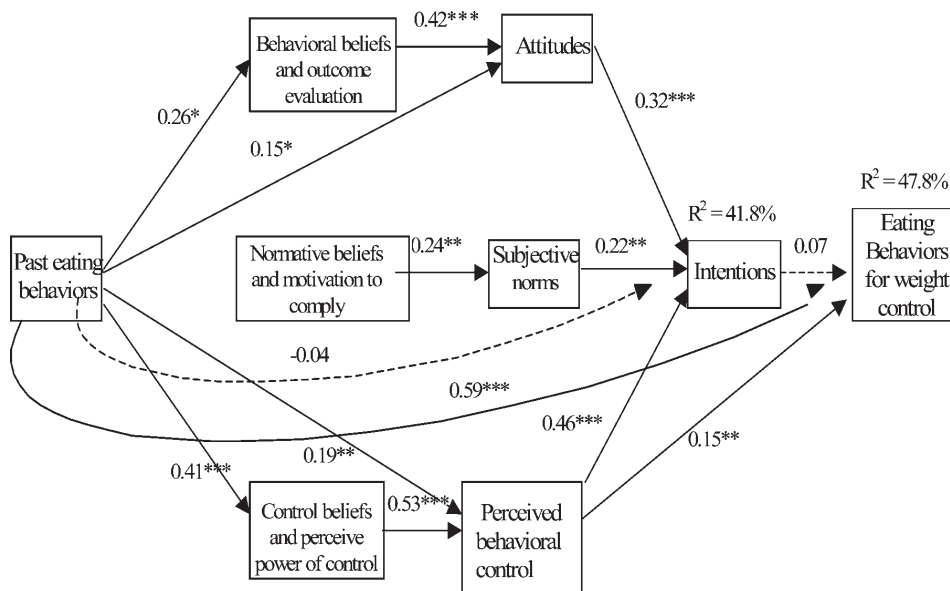 0.42***
Behavioral beliefs
and outcome
evaluation
Attitudes
0.26*
0.15*
0.32***
R² = 47.8%
R² = 41.8%
Past eating
behaviors
Normative beliefs
and motivation to
comply
0.24**
Subjective
norms
0.22**
Intentions
0.07
Eating
Behaviors
for weight
control
-0.04
0.59***
0.46***
0.15**
0.19**
0.41***
Control beliefs
and perceive
power of control
0.53***
Perceived
behavioral
control